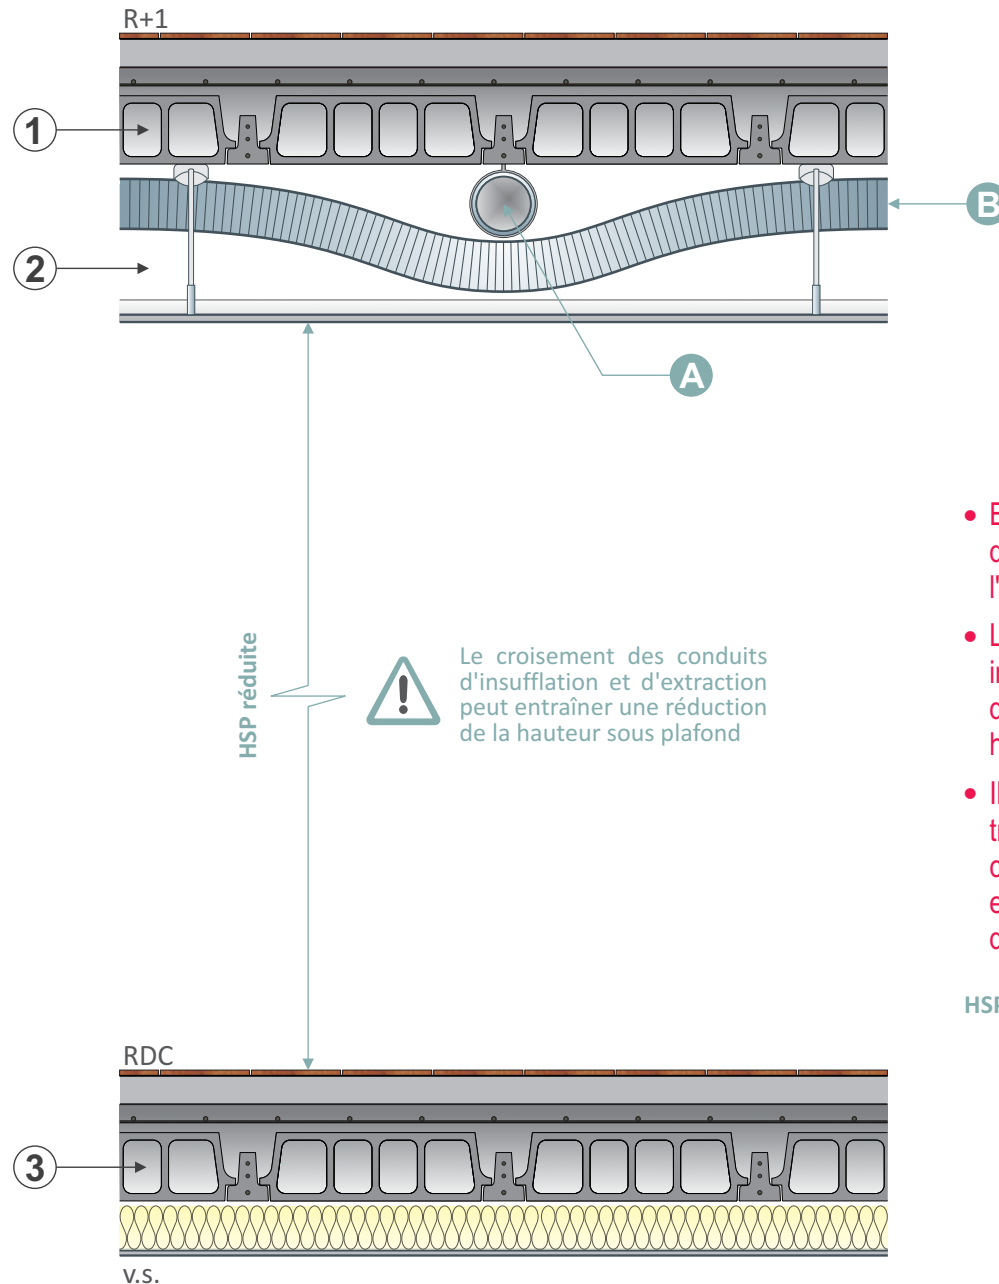 R+1
1
B
2
A
HSP réduite
Le croisement des conduits
d'insufflation et d'extraction
peut entraîner une réduction
de la hauteur sous plafond
HSP
RDC
3
v.s.